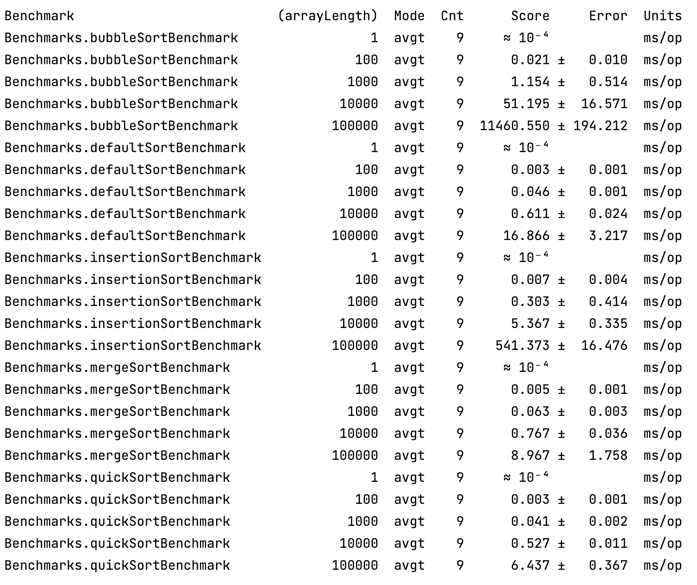 Benchmark (arrayLength) Mode Cnt Score Error Units
Benchmarks.bubbleSortBenchmark 1 avgt 9 ≈ 10⁻⁴ ms/op
Benchmarks.bubbleSortBenchmark 100 avgt 9 0.021 ± 0.010 ms/op
Benchmarks.bubbleSortBenchmark 1000 avgt 9 1.154 ± 0.514 ms/op
Benchmarks.bubbleSortBenchmark 10000 avgt 9 51.195 ± 16.571 ms/op
Benchmarks.bubbleSortBenchmark 100000 avgt 9 11460.550 ± 194.212 ms/op
Benchmarks.defaultSortBenchmark 1 avgt 9 ≈ 10⁻⁴ ms/op
Benchmarks.defaultSortBenchmark 100 avgt 9 0.003 ± 0.001 ms/op
Benchmarks.defaultSortBenchmark 1000 avgt 9 0.046 ± 0.001 ms/op
Benchmarks.defaultSortBenchmark 10000 avgt 9 0.611 ± 0.024 ms/op
Benchmarks.defaultSortBenchmark 100000 avgt 9 16.866 ± 3.217 ms/op
Benchmarks.insertionSortBenchmark 1 avgt 9 ≈ 10⁻⁴ ms/op
Benchmarks.insertionSortBenchmark 100 avgt 9 0.007 ± 0.004 ms/op
Benchmarks.insertionSortBenchmark 1000 avgt 9 0.303 ± 0.414 ms/op
Benchmarks.insertionSortBenchmark 10000 avgt 9 5.367 ± 0.335 ms/op
Benchmarks.insertionSortBenchmark 100000 avgt 9 541.373 ± 16.476 ms/op
Benchmarks.mergeSortBenchmark 1 avgt 9 ≈ 10⁻⁴ ms/op
Benchmarks.mergeSortBenchmark 100 avgt 9 0.005 ± 0.001 ms/op
Benchmarks.mergeSortBenchmark 1000 avgt 9 0.063 ± 0.003 ms/op
Benchmarks.mergeSortBenchmark 10000 avgt 9 0.767 ± 0.036 ms/op
Benchmarks.mergeSortBenchmark 100000 avgt 9 8.967 ± 1.758 ms/op
Benchmarks.quickSortBenchmark 1 avgt 9 ≈ 10⁻⁴ ms/op
Benchmarks.quickSortBenchmark 100 avgt 9 0.003 ± 0.001 ms/op
Benchmarks.quickSortBenchmark 1000 avgt 9 0.041 ± 0.002 ms/op
Benchmarks.quickSortBenchmark 10000 avgt 9 0.527 ± 0.011 ms/op
Benchmarks.quickSortBenchmark 100000 avgt 9 6.437 ± 0.367 ms/op